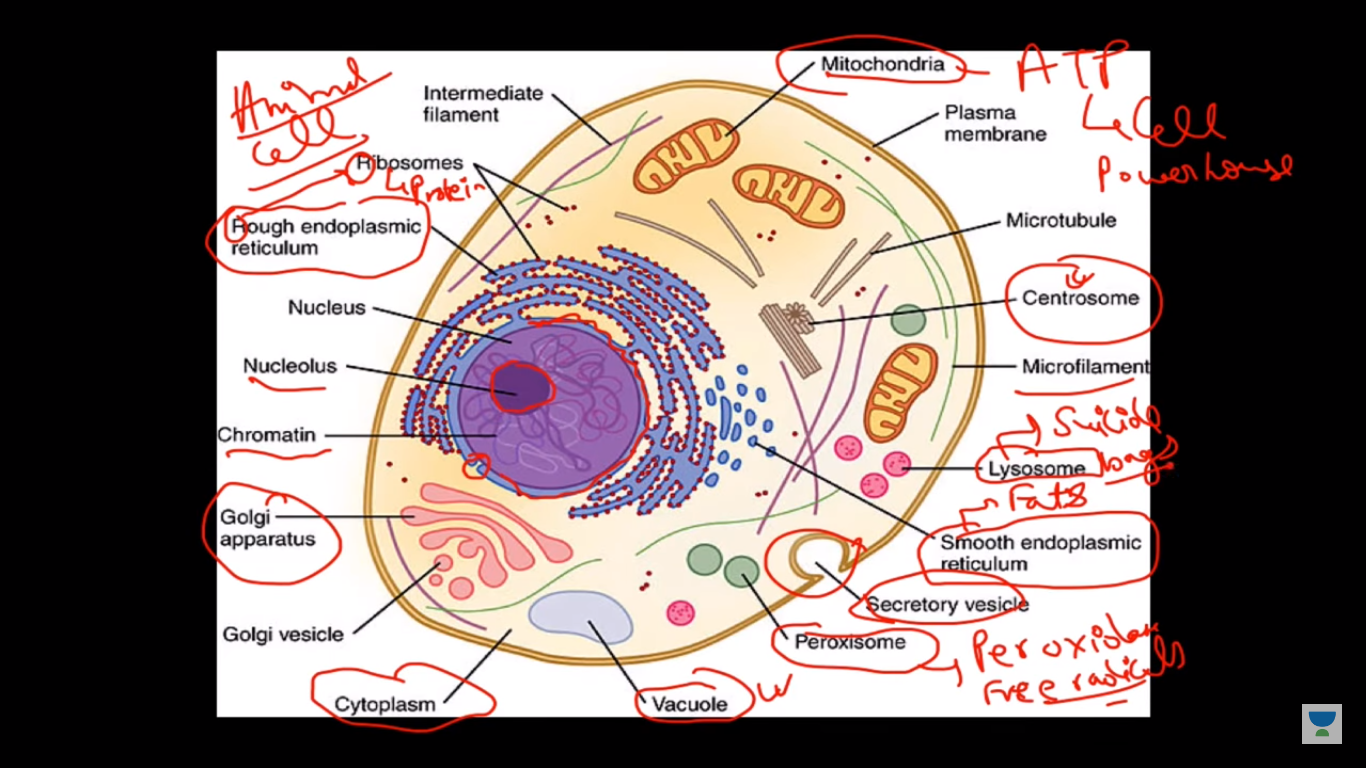 Animal
cell
Intermediate
filament
Ribosomes
Protein
Rough endoplasmic
reticulum
Nucleus
Nucleolus
Chromatin
Golgi
apparatus
Golgi vesicle
Cytoplasm
Vacuole
Mitochondria
ATP
Cell
Powerhouse
Plasma
membrane
Microtubule
Centrosome
Microfilament
Suicidal
bags
Lysosome
Fats
Smooth endoplasmic
reticulum
Secretory vesicle
Peroxisome
Free radicals